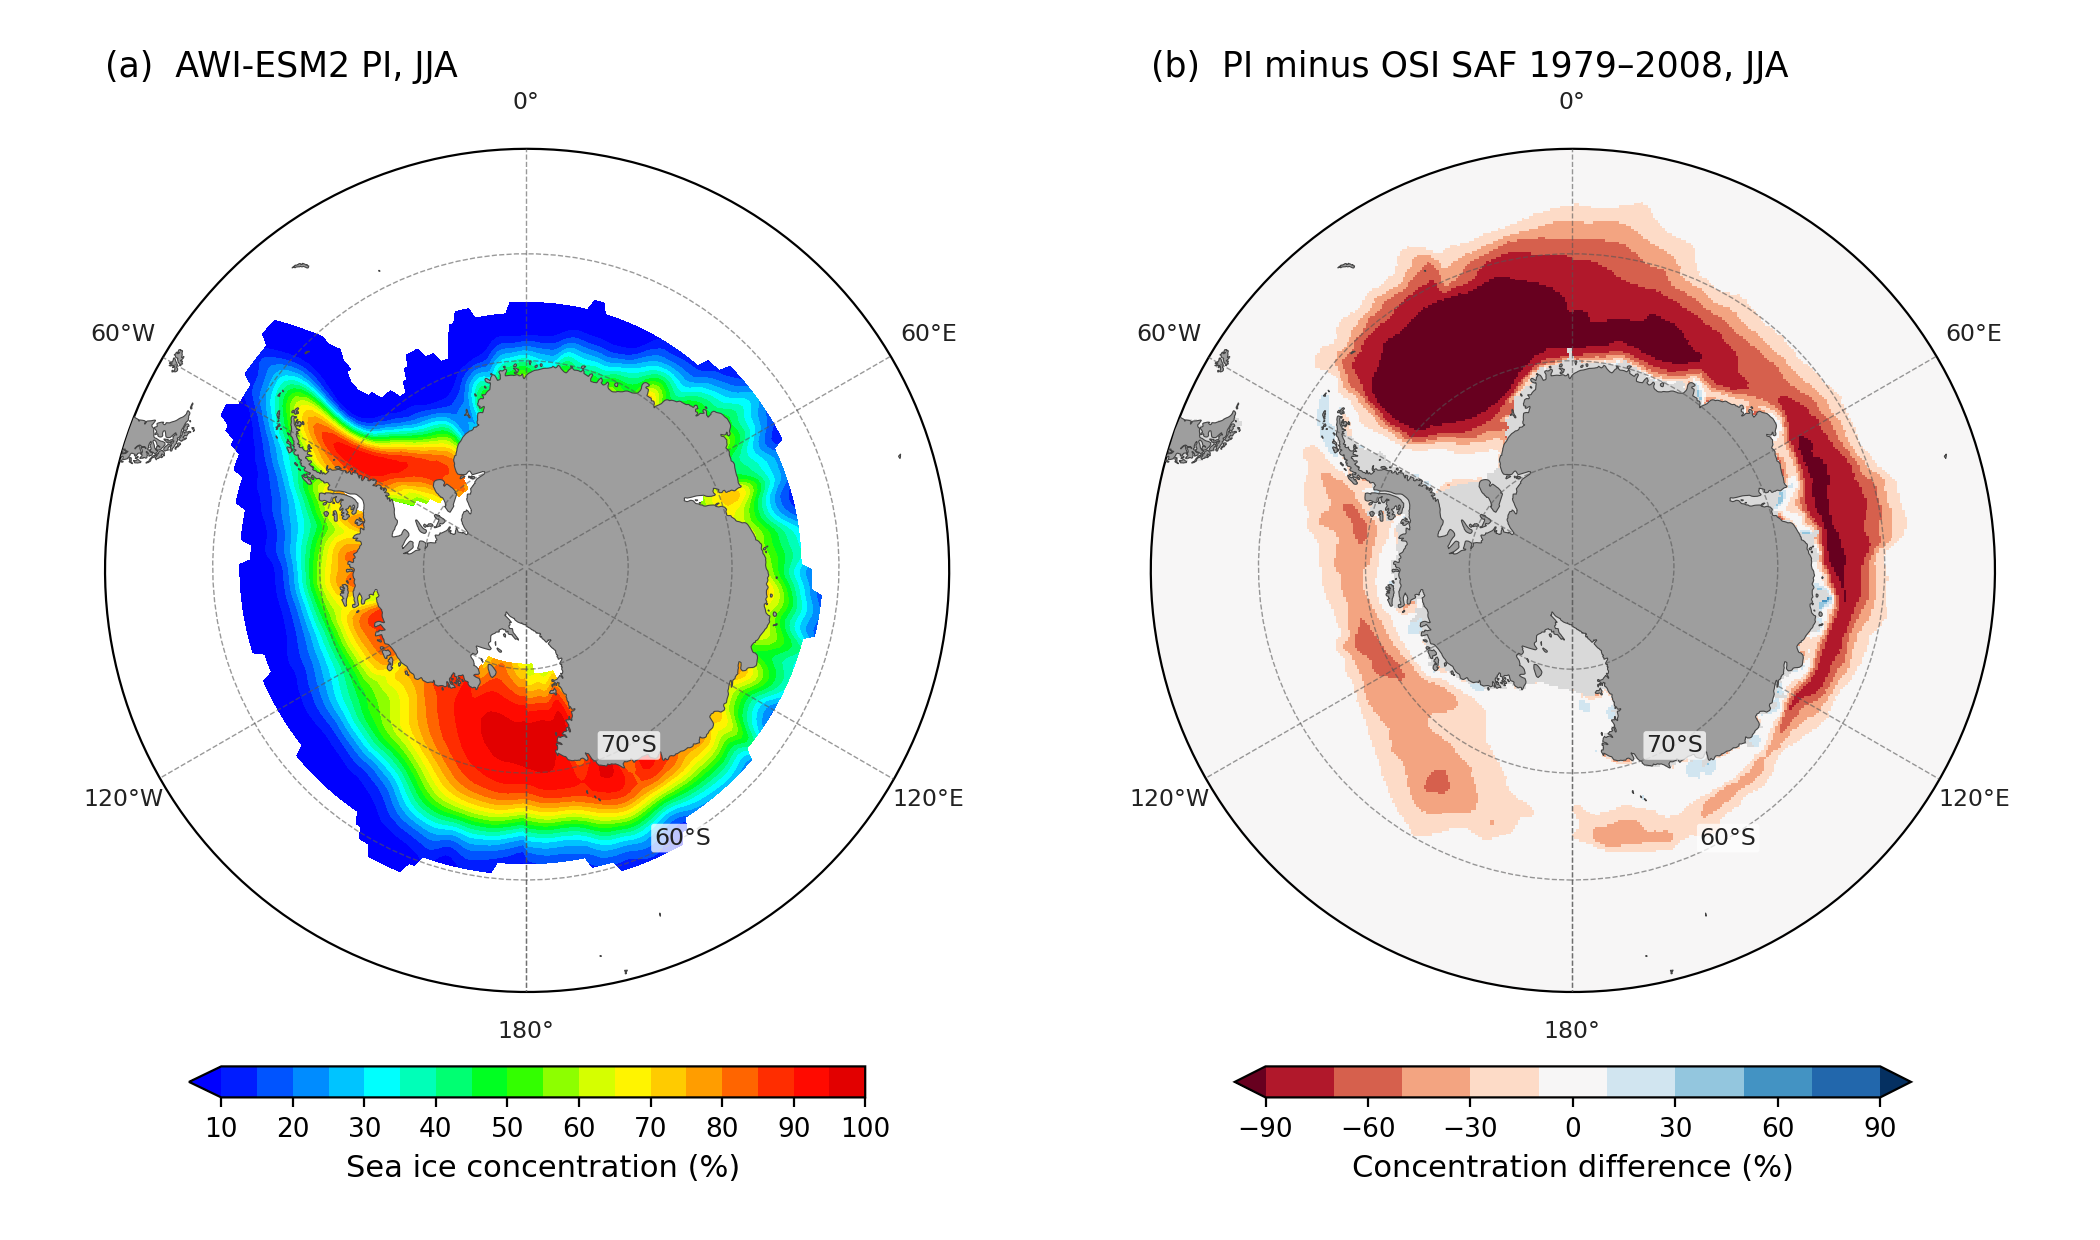 (a)  AWI-ESM2 PI, JJA
0°
60°W
60°E
70°S
120°W
120°E
60°S
180°
10 20 30 40 50 60 70 80 90 100
Sea ice concentration (%)
(b)  PI minus OSI SAF 1979–2008, JJA
0°
60°W
60°E
70°S
120°W
120°E
60°S
180°
−90 −60 −30 0 30 60 90
Concentration difference (%)